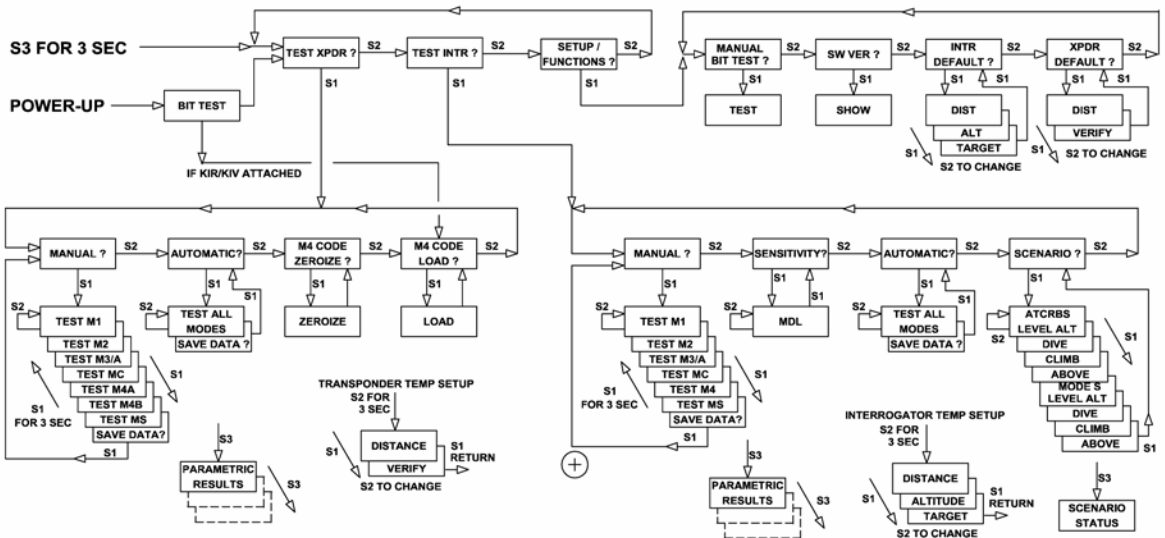 S3 FOR 3 SEC
TEST XPDR ?
S2
TEST INTR ?
S2
SETUP /
FUNCTIONS ?
S2
S1
S1
S1
POWER-UP
BIT TEST
IF KIR/KIV ATTACHED
MANUAL
BIT TEST ?
S2
SW VER ?
S2
INTR
DEFAULT ?
S2
XPDR
DEFAULT ?
S2
S1
S1
S1
S1
S1
S1
TEST
SHOW
DIST
ALT
TARGET
S1
S2 TO CHANGE
DIST
VERIFY
S1
S2 TO CHANGE
MANUAL ?
S2
AUTOMATIC?
S2
M4 CODE
ZEROIZE ?
S2
M4 CODE
LOAD ?
S2
S1
S1
S1
S1
S1
S2
TEST M1
TEST M2
TEST M3/A
TEST MC
TEST M4A
TEST M4B
TEST MS
SAVE DATA?
S1
FOR 3 SEC
S1
S1
S2
TEST ALL
MODES
SAVE DATA ?
ZEROIZE
LOAD
S3
PARAMETRIC
RESULTS
S3
TRANSPONDER TEMP SETUP
S2 FOR
3 SEC
DISTANCE
VERIFY
S1
S1
RETURN
S2 TO CHANGE
MANUAL ?
S2
SENSITIVITY?
S2
AUTOMATIC?
S2
SCENARIO ?
S2
S1
S1
S1
S1
S1
S1
S2
TEST M1
TEST M2
TEST M3/A
TEST MC
TEST M4
TEST MS
SAVE DATA?
S1
FOR 3 SEC
S1
S1
S2
MDL
S2
TEST ALL
MODES
SAVE DATA ?
S2
ATCRBS
LEVEL ALT
DIVE
CLIMB
ABOVE
MODE S
LEVEL ALT
DIVE
CLIMB
ABOVE
S1
S1
S3
PARAMETRIC
RESULTS
S3
INTERROGATOR TEMP SETUP
S2 FOR
3 SEC
DISTANCE
ALTITUDE
TARGET
S1
S1
RETURN
S2 TO CHANGE
S3
SCENARIO
STATUS